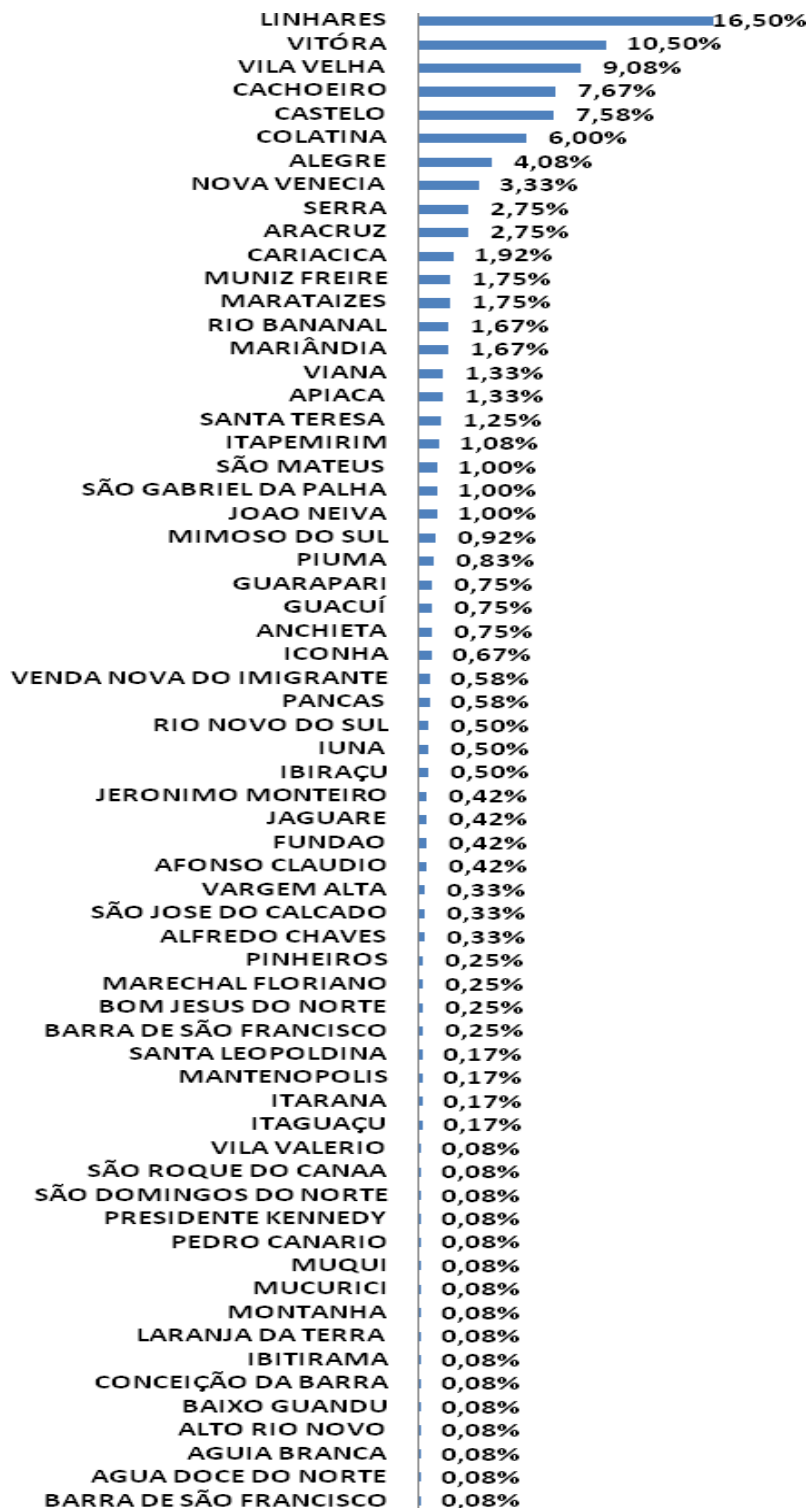 LINHARES 16,50%
VITÓRA 10,50%
VILA VELHA 9,08%
CACHOEIRO 7,67%
CASTELO 7,58%
COLATINA 6,00%
ALEGRE 4,08%
NOVA VENECIA 3,33%
SERRA 2,75%
ARACRUZ 2,75%
CARIACICA 1,92%
MUNIZ FREIRE 1,75%
MARATAIZES 1,75%
RIO BANANAL 1,67%
MARIÂNDIA 1,67%
VIANA 1,33%
APIACA 1,33%
SANTA TERESA 1,25%
ITAPEMIRIM 1,08%
SÃO MATEUS 1,00%
SÃO GABRIEL DA PALHA 1,00%
JOAO NEIVA 1,00%
MIMOSO DO SUL 0,92%
PIUMA 0,83%
GUARAPARI 0,75%
GUACUÍ 0,75%
ANCHIETA 0,75%
ICONHA 0,67%
VENDA NOVA DO IMIGRANTE 0,58%
PANCAS 0,58%
RIO NOVO DO SUL 0,50%
IUNA 0,50%
IBIRAÇU 0,50%
JERONIMO MONTEIRO 0,42%
JAGUARE 0,42%
FUNDAO 0,42%
AFONSO CLAUDIO 0,42%
VARGEM ALTA 0,33%
SÃO JOSE DO CALCADO 0,33%
ALFREDO CHAVES 0,33%
PINHEIROS 0,25%
MARECHAL FLORIANO 0,25%
BOM JESUS DO NORTE 0,25%
BARRA DE SÃO FRANCISCO 0,25%
SANTA LEOPOLDINA 0,17%
MANTENOPOLIS 0,17%
ITARANA 0,17%
ITAGUAÇU 0,17%
VILA VALERIO 0,08%
SÃO ROQUE DO CANAA 0,08%
SÃO DOMINGOS DO NORTE 0,08%
PRESIDENTE KENNEDY 0,08%
PEDRO CANARIO 0,08%
MUQUI 0,08%
MUCURICI 0,08%
MONTANHA 0,08%
LARANJA DA TERRA 0,08%
IBITIRAMA 0,08%
CONCEIÇÃO DA BARRA 0,08%
BAIXO GUANDU 0,08%
ALTO RIO NOVO 0,08%
AGUIA BRANCA 0,08%
AGUA DOCE DO NORTE 0,08%
BARRA DE SÃO FRANCISCO 0,08%